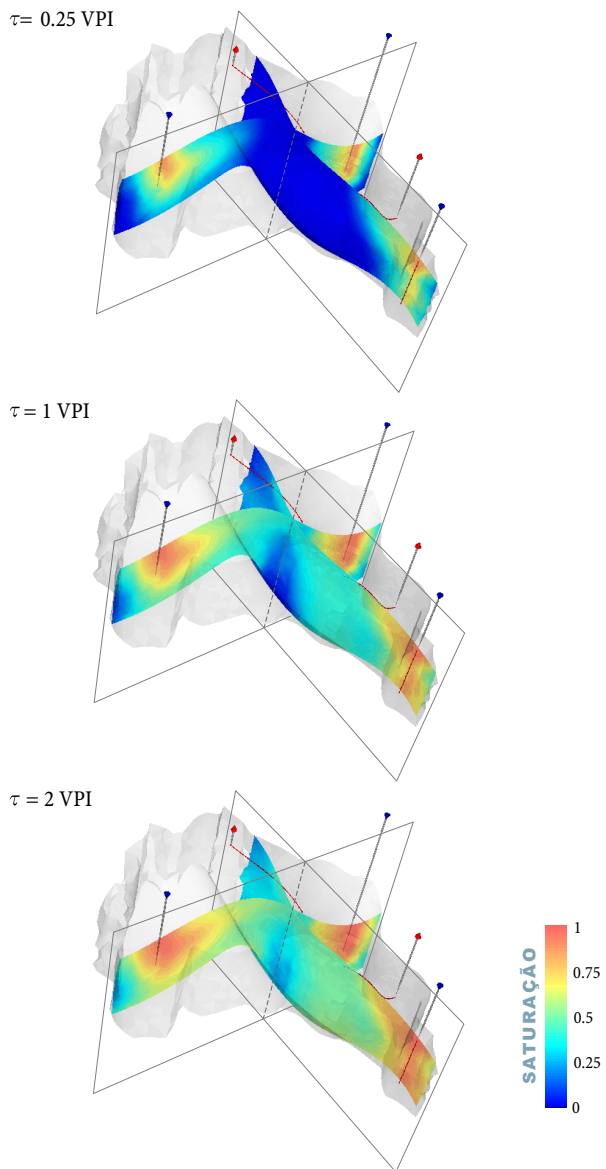 τ= 0.25 VPI
τ = 1 VPI
τ = 2 VPI
SATURAÇÃO
1
0.75
0.5
0.25
0